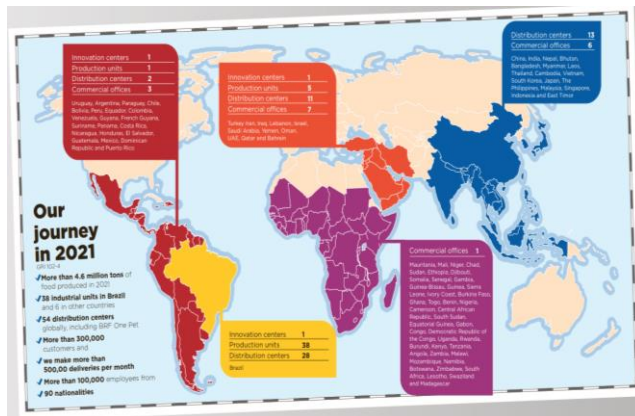 Innovation centers 1
Production units 1
Distribution centers 2
Commercial offices 3
Uruguay, Argentina, Paraguay, Chile,
Bolivia, Peru, Equador, Colombia,
Venezuela, Guyana, French Guyana,
Suriname, Panama, Costa Rica,
Nicaragua, Honduras, El Salvador,
Guatemala, Mexico, Dominican
Republic and Puerto Rico
Innovation centers 1
Production units 5
Distribution centers 11
Commercial offices 7
Turkey, Iran, Iraq, Lebanon, Israel,
Saudi Arabia, Yemen, Oman,
UAE, Qatar and Bahrain
Distribution centers 13
Commercial offices 6
China, India, Nepal, Bhutan,
Bangladesh, Myanmar, Laos,
Thailand, Cambodia, Vietnam,
South Korea, Japan, The
Philippines, Malaysia, Singapore,
Indonesia and East Timor
Our
journey
in 2021
GRI 102-4
More than 4.6 million tons of
food produced in 2021
38 industrial units in Brazil
and 6 in other countries
54 distribution centers
globally, including BRF One Pet
More than 300,000
customers and
we make more than
500,00 deliveries per month
More than 100,000 employees from
90 nationalities
Innovation centers 1
Production units 38
Distribution centers 28
Brazil
Commercial offices 1
Mauritania, Mali, Niger, Chad,
Sudan, Ethiopia, Djibouti,
Somalia, Senegal, Gambia,
Guinea-Bissau, Guinea, Sierra
Leone, Ivory Coast, Burkina Faso,
Ghana, Togo, Benin, Nigeria,
Cameroon, Central African
Republic, South Sudan,
Equatorial Guinea, Gabon,
Congo, Democratic Republic of
the Congo, Uganda, Rwanda,
Burundi, Kenya, Tanzania,
Angola, Zambia, Malawi,
Mozambique, Namibia,
Botswana, Zimbabwe, South
Africa, Lesotho, Swaziland
and Madagascar